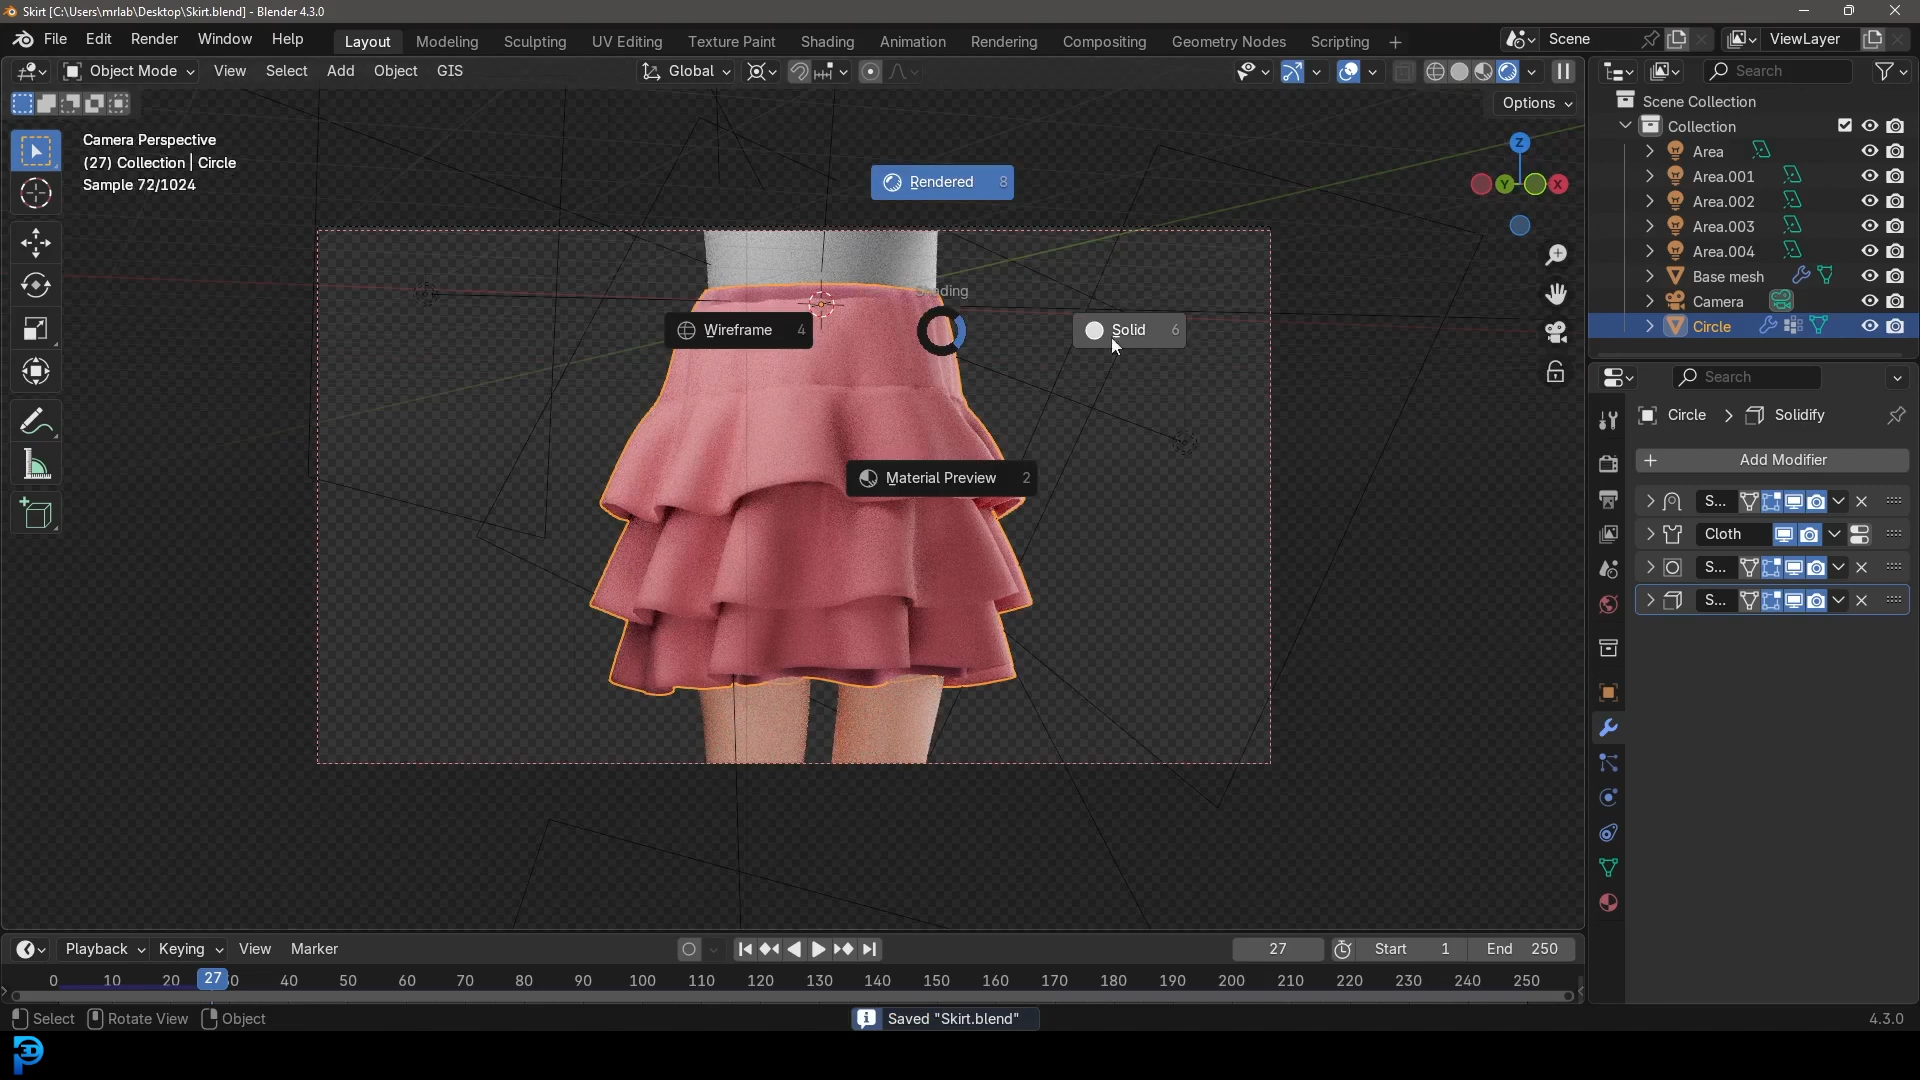 Skirt [C:\Users\mrlab\Desktop\Skirt.blend] - Blender 4.3.0
File Edit Render Window Help Layout Modeling Sculpting UV Editing Texture Paint Shading Animation Rendering Compositing Geometry Nodes Scripting + Scene ViewLayer
Object Mode View Select Add Object GIS Global Search
Options
Camera Perspective
(27) Collection | Circle
Sample 72/1024
Rendered 8
Shading
Wireframe 4
Solid 6
Material Preview 2
Z
Y
X
Scene Collection
Collection
Area
Area.001
Area.002
Area.003
Area.004
Base mesh
Camera
Circle
Search
Circle > Solidify
+ Add Modifier
S...
Cloth
S...
S...
Playback Keying View Marker 27 Start 1 End 250
0 10 20 27 40 50 60 70 80 90 100 110 120 130 140 150 160 170 180 190 200 210 220 230 240 250
Select Rotate View Object Saved "Skirt.blend" 4.3.0